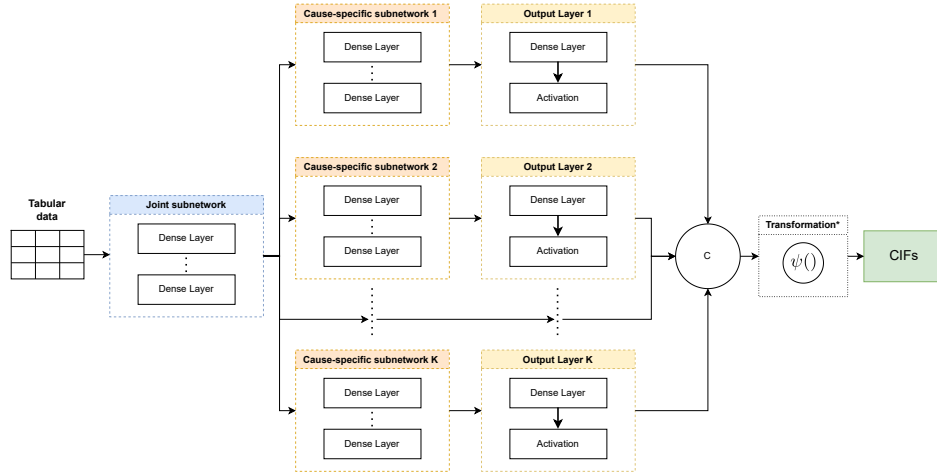 Cause-specific subnetwork 1
Dense Layer
Dense Layer
Output Layer 1
Dense Layer
Activation
Cause-specific subnetwork 2
Dense Layer
Dense Layer
Output Layer 2
Dense Layer
Activation
Tabular
data
Joint subnetwork
Dense Layer
Dense Layer
C
Transformation*
ψ()
CIFs
Cause-specific subnetwork K
Dense Layer
Dense Layer
Output Layer K
Dense Layer
Activation